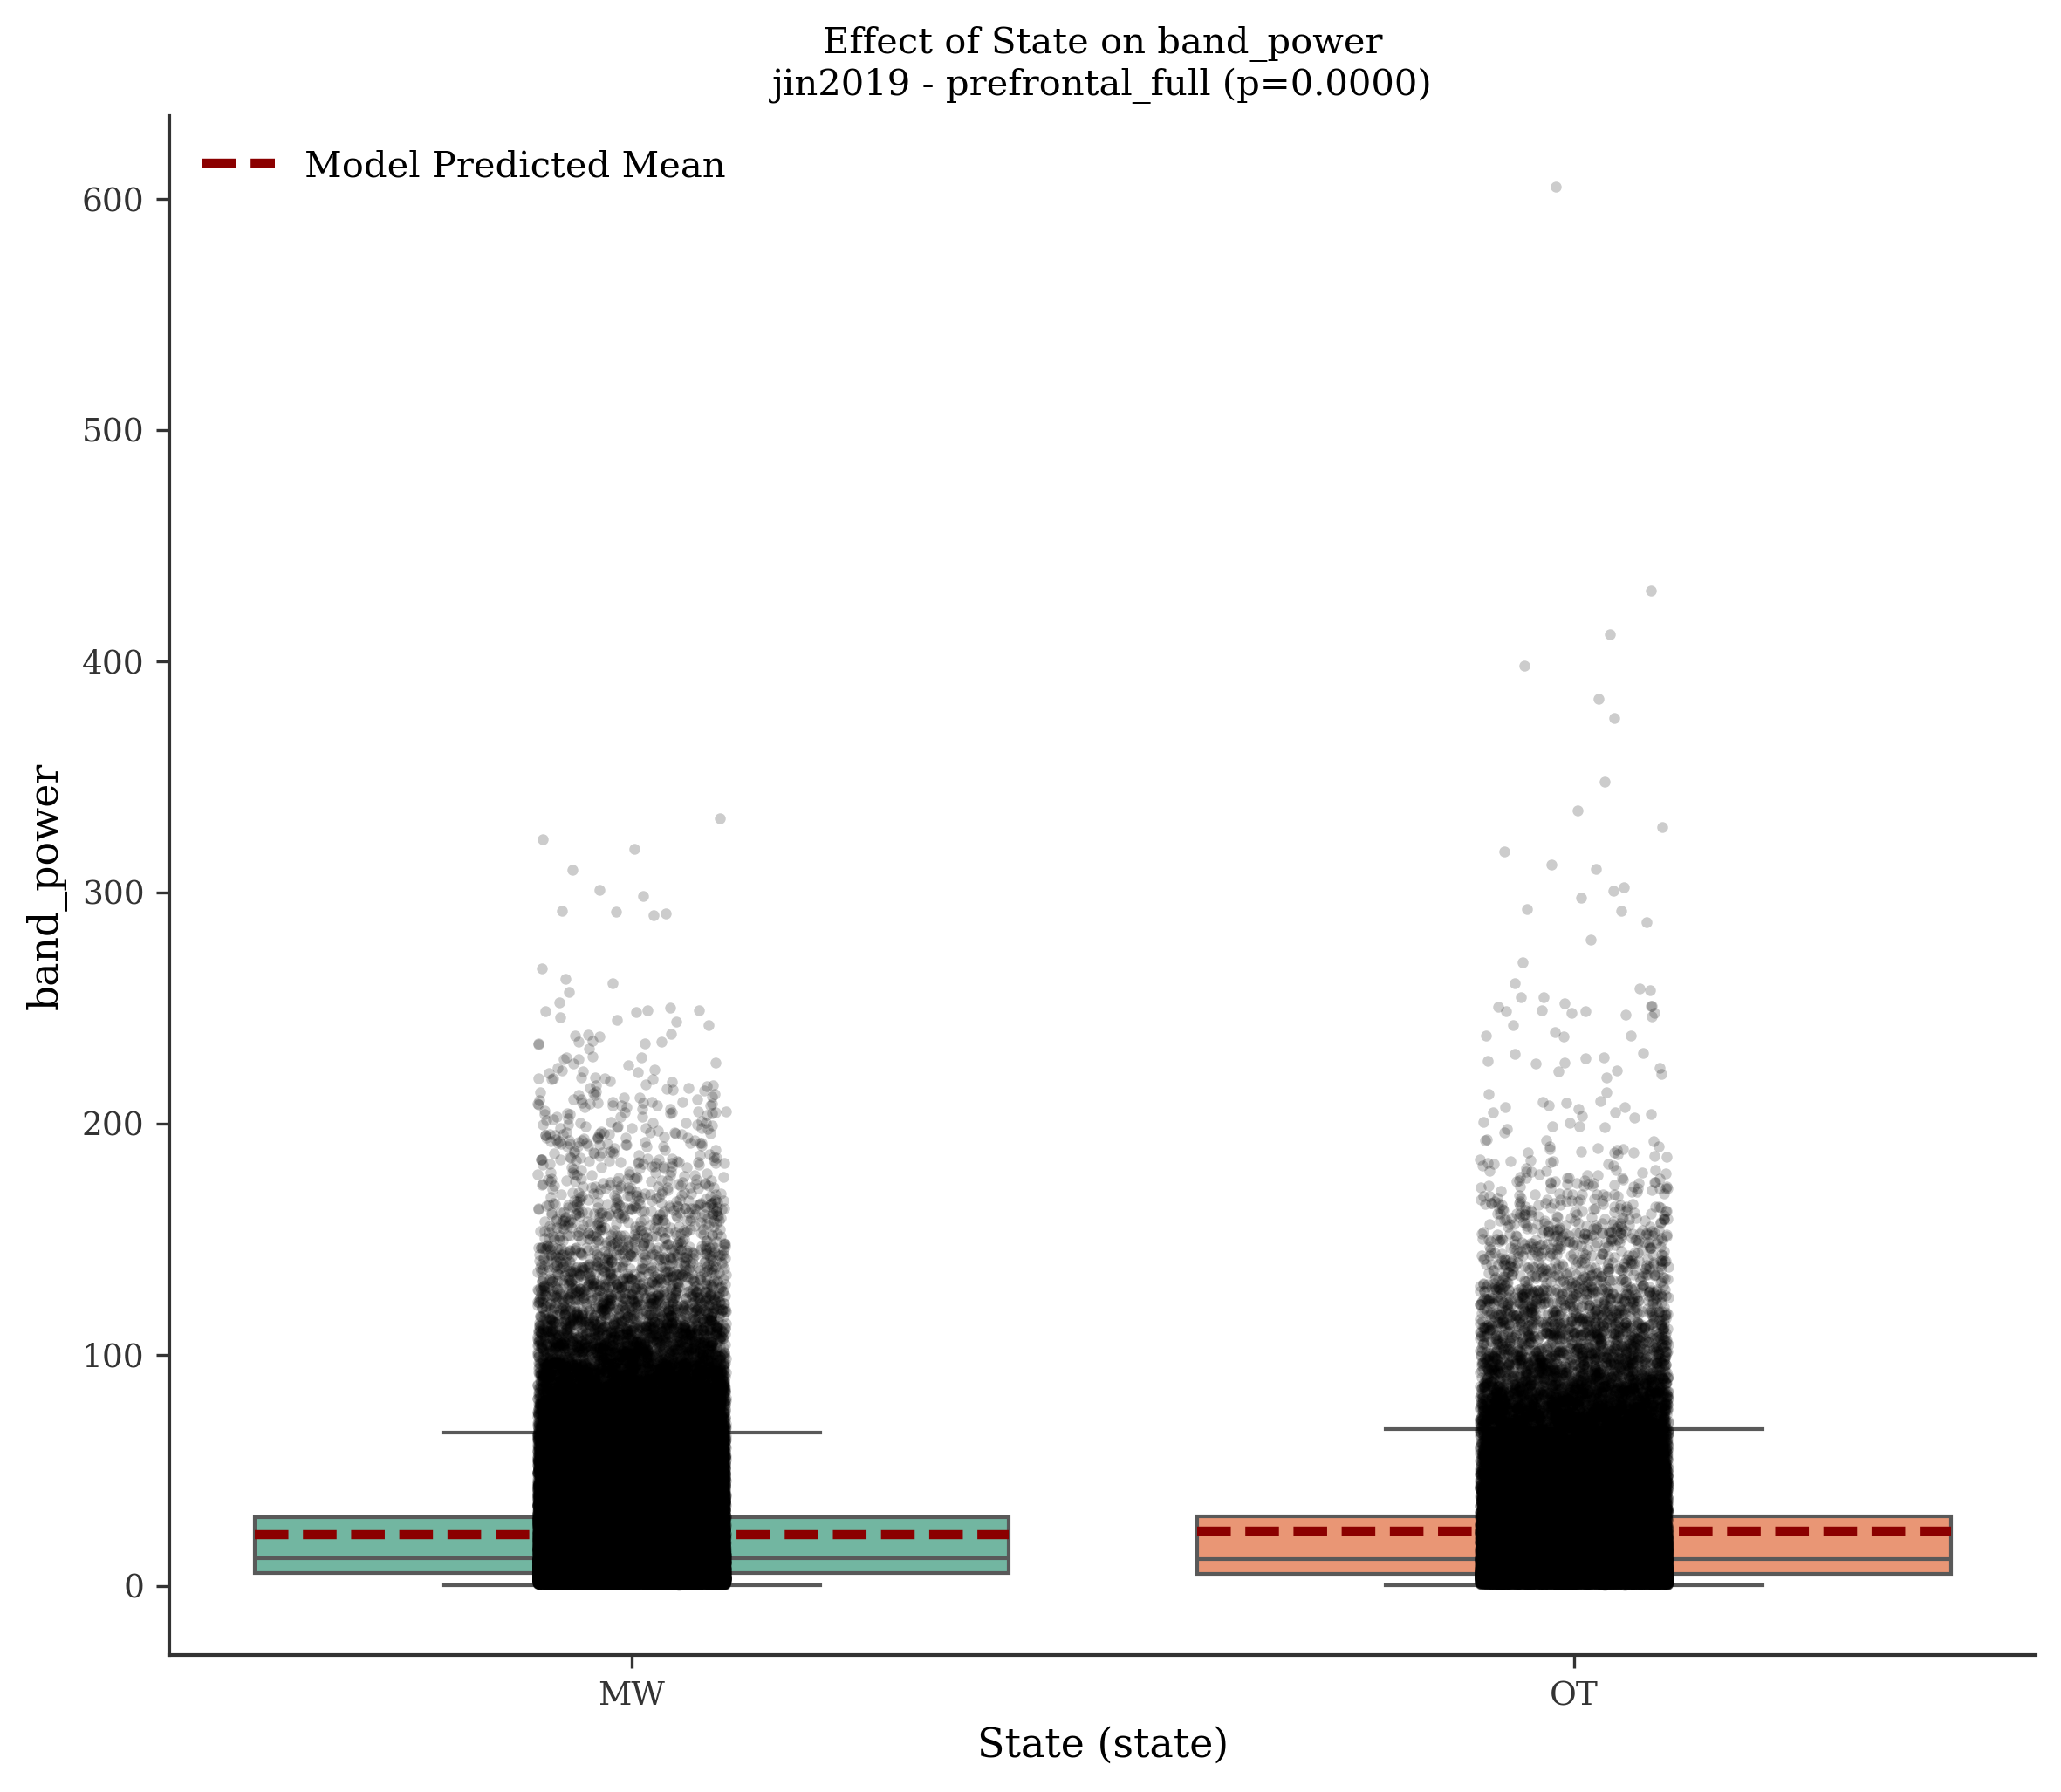 Effect of State on band_power
jin2019 - prefrontal_full (p=0.0000)
Model Predicted Mean
600
500
400
300
200
100
0
band_power
MW
OT
State (state)